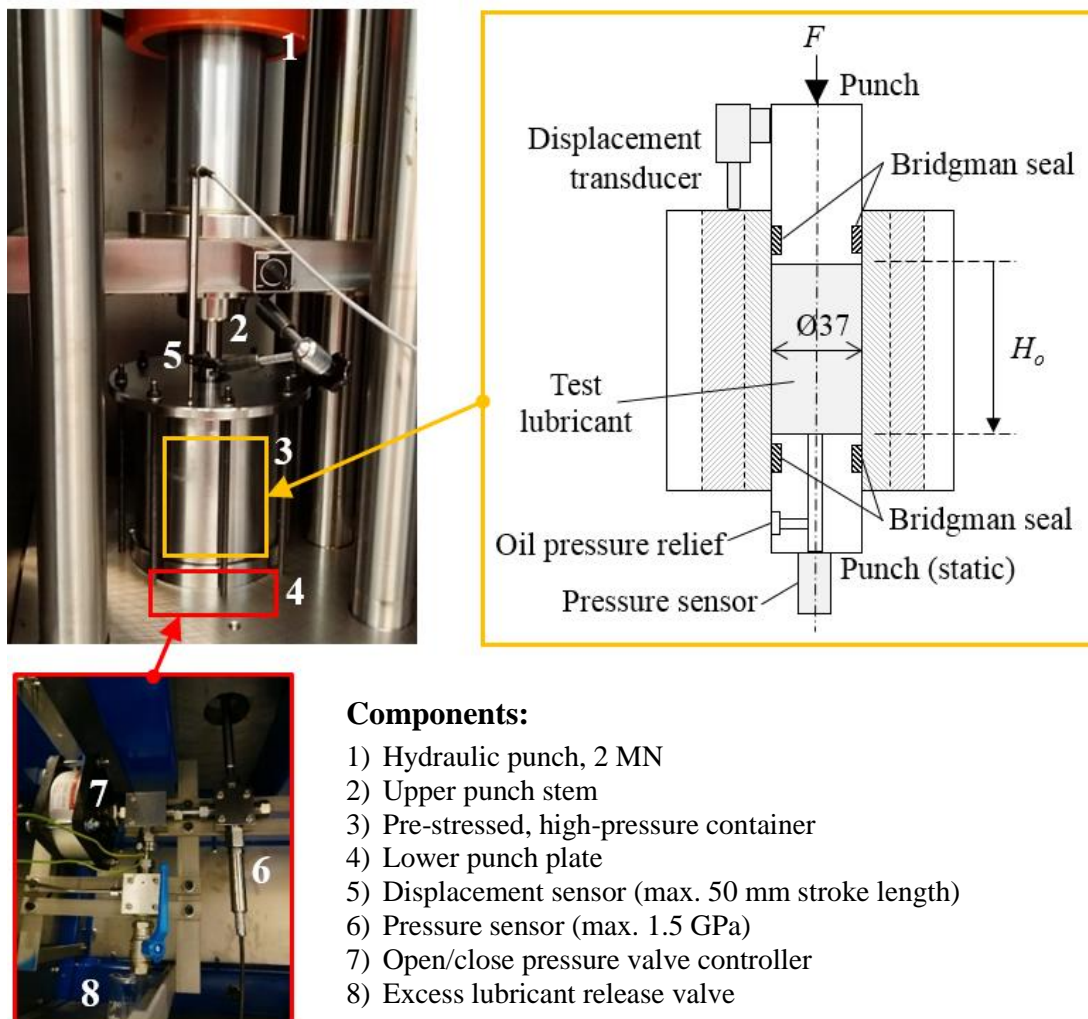 1
2
5
3
4
F
Punch
Displacement
transducer
Bridgman seal
Ø37
Hₒ
Test
lubricant
Oil pressure relief
Bridgman seal
Punch (static)
Pressure sensor
7
6
8
Components:
1) Hydraulic punch, 2 MN
2) Upper punch stem
3) Pre-stressed, high-pressure container
4) Lower punch plate
5) Displacement sensor (max. 50 mm stroke length)
6) Pressure sensor (max. 1.5 GPa)
7) Open/close pressure valve controller
8) Excess lubricant release valve